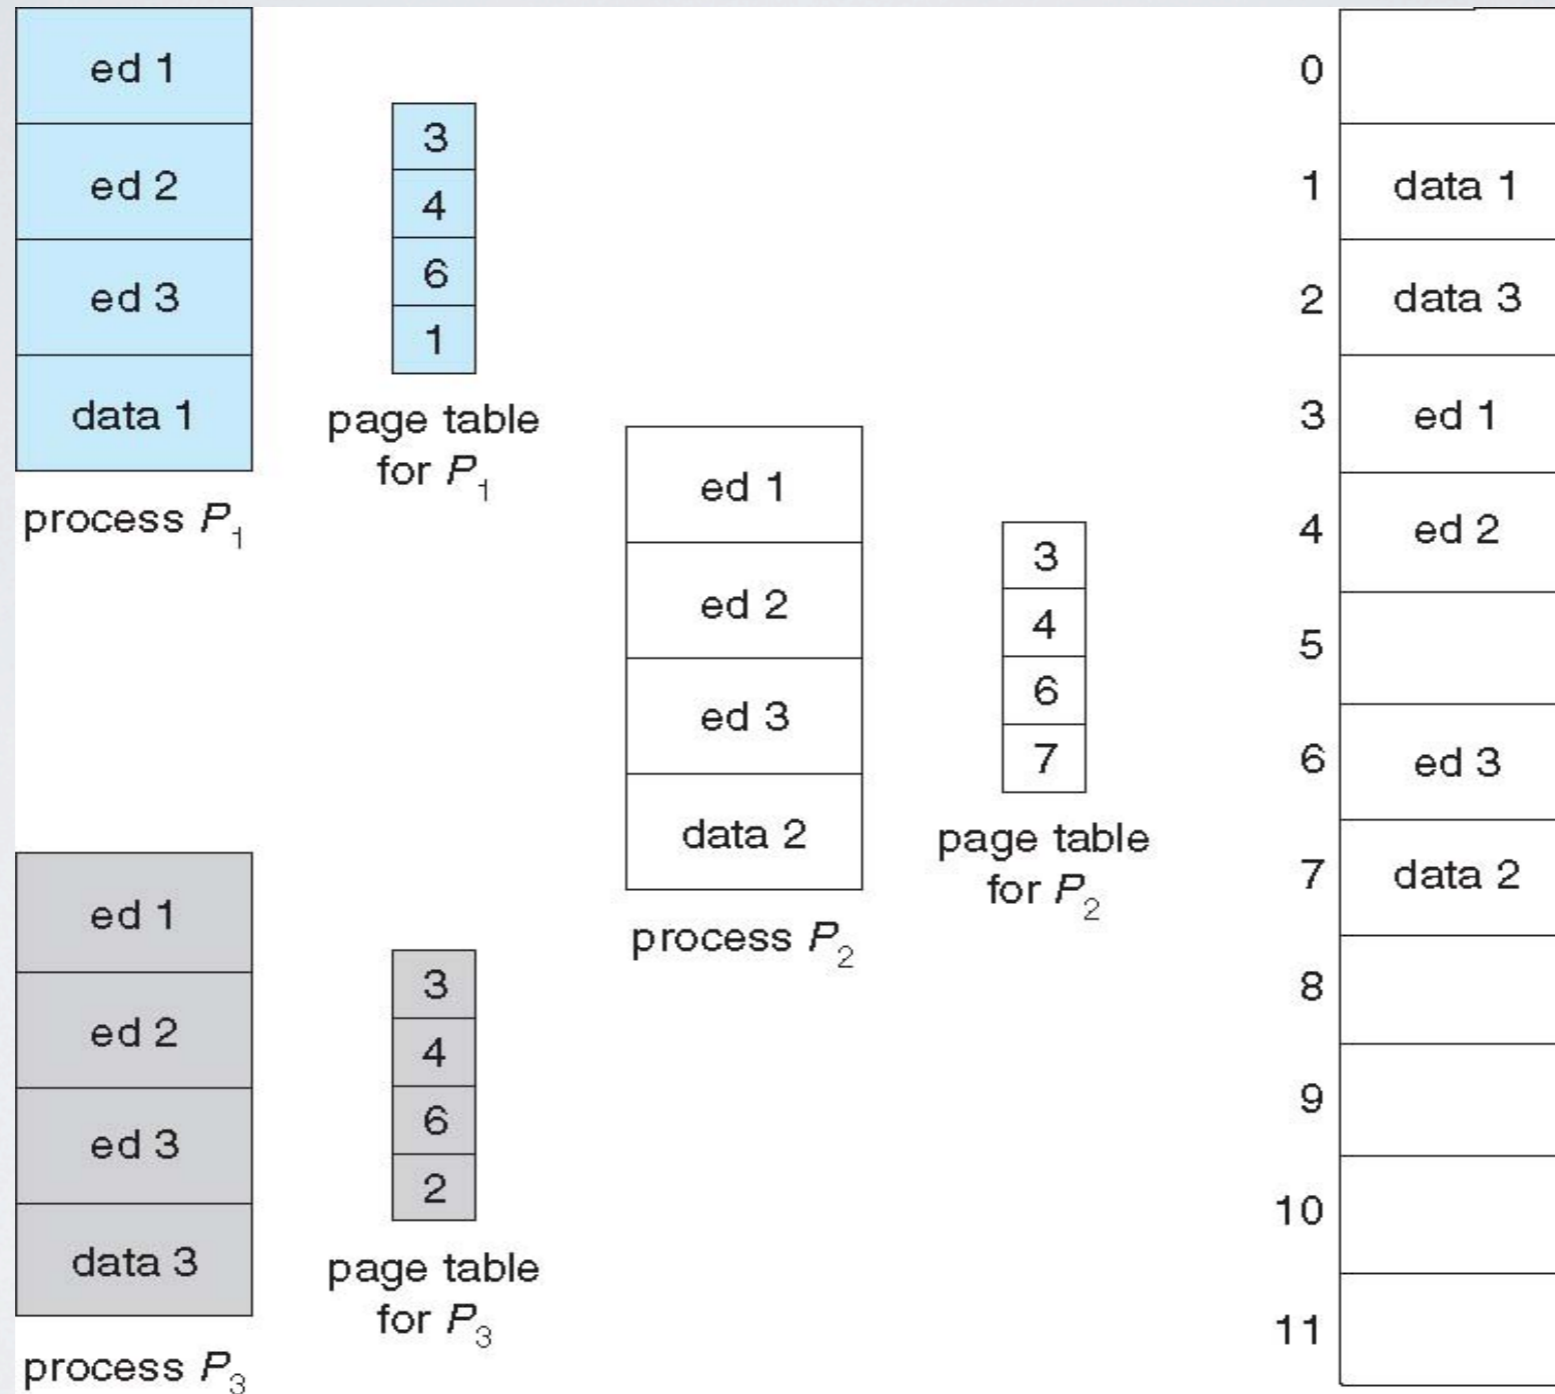 ed 1
ed 2
ed 3
data 1
process P₁
3
4
6
1
page table
for P₁
ed 1
ed 2
ed 3
data 2
process P₂
3
4
6
7
page table
for P₂
ed 1
ed 2
ed 3
data 3
process P₃
3
4
6
2
page table
for P₃
0
1 data 1
2 data 3
3 ed 1
4 ed 2
5
6 ed 3
7 data 2
8
9
10
11